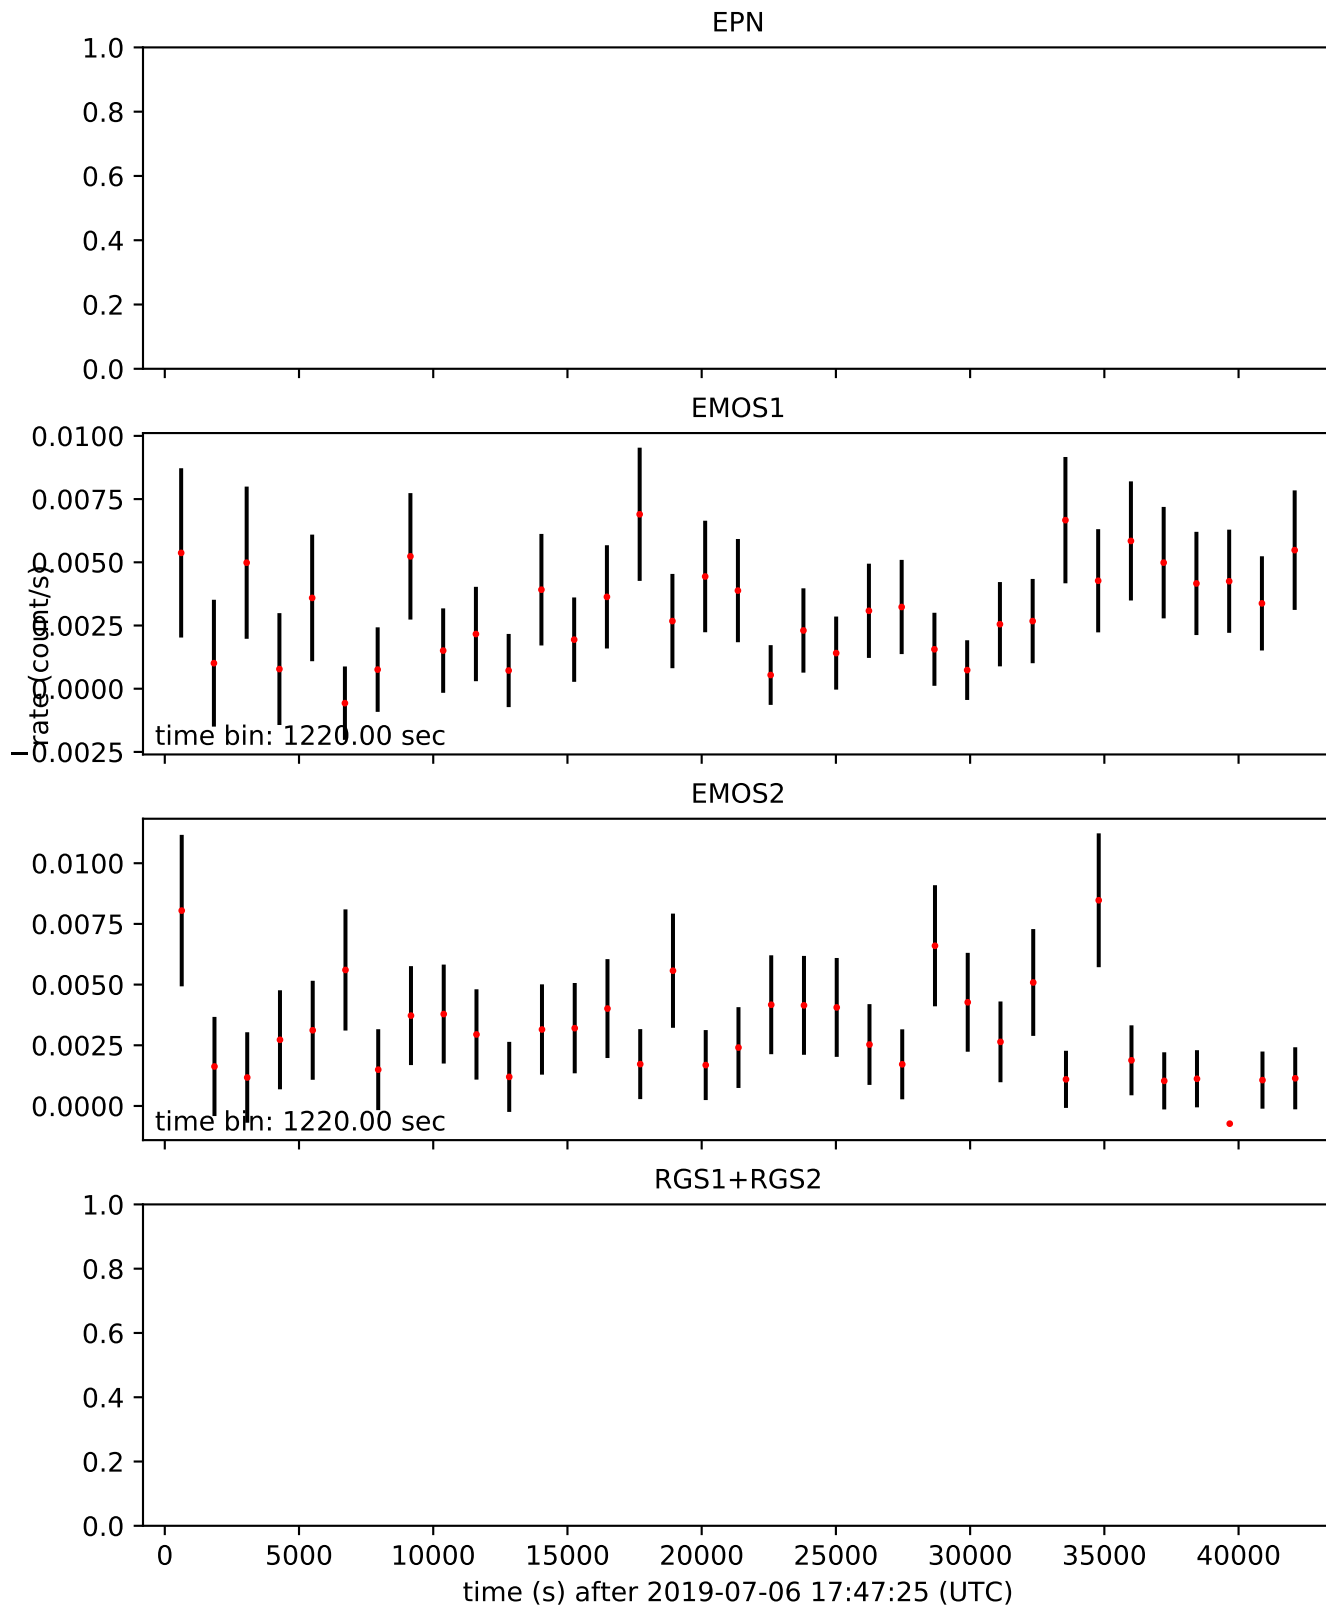 EPN
1.0
0.8
0.6
0.4
0.2
0.0
EMOS1
0.0100
0.0075
0.0050
0.0025
0.0000
−0.0025
rate (count/s)
time bin: 1220.00 sec
EMOS2
0.0100
0.0075
0.0050
0.0025
0.0000
time bin: 1220.00 sec
RGS1+RGS2
1.0
0.8
0.6
0.4
0.2
0.0
0 5000 10000 15000 20000 25000 30000 35000 40000
time (s) after 2019-07-06 17:47:25 (UTC)